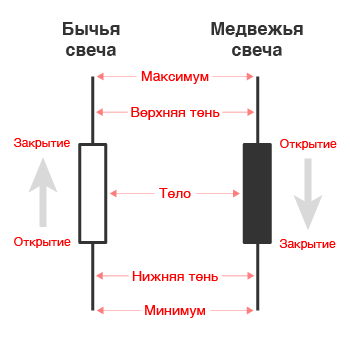 Бычья
свеча
Медвежья
свеча
Максимум
Верхняя тень
Закрытие
Открытие
Тело
Открытие
Закрытие
Нижняя тень
Минимум